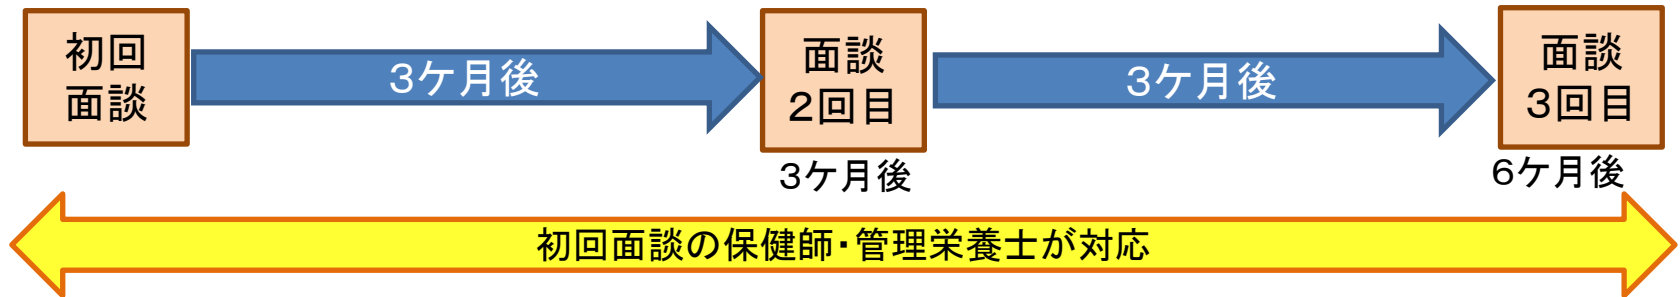 初回
面談
3ケ月後
面談
2回目
3ケ月後
3ケ月後
面談
3回目
6ケ月後
初回面談の保健師・管理栄養士が対応